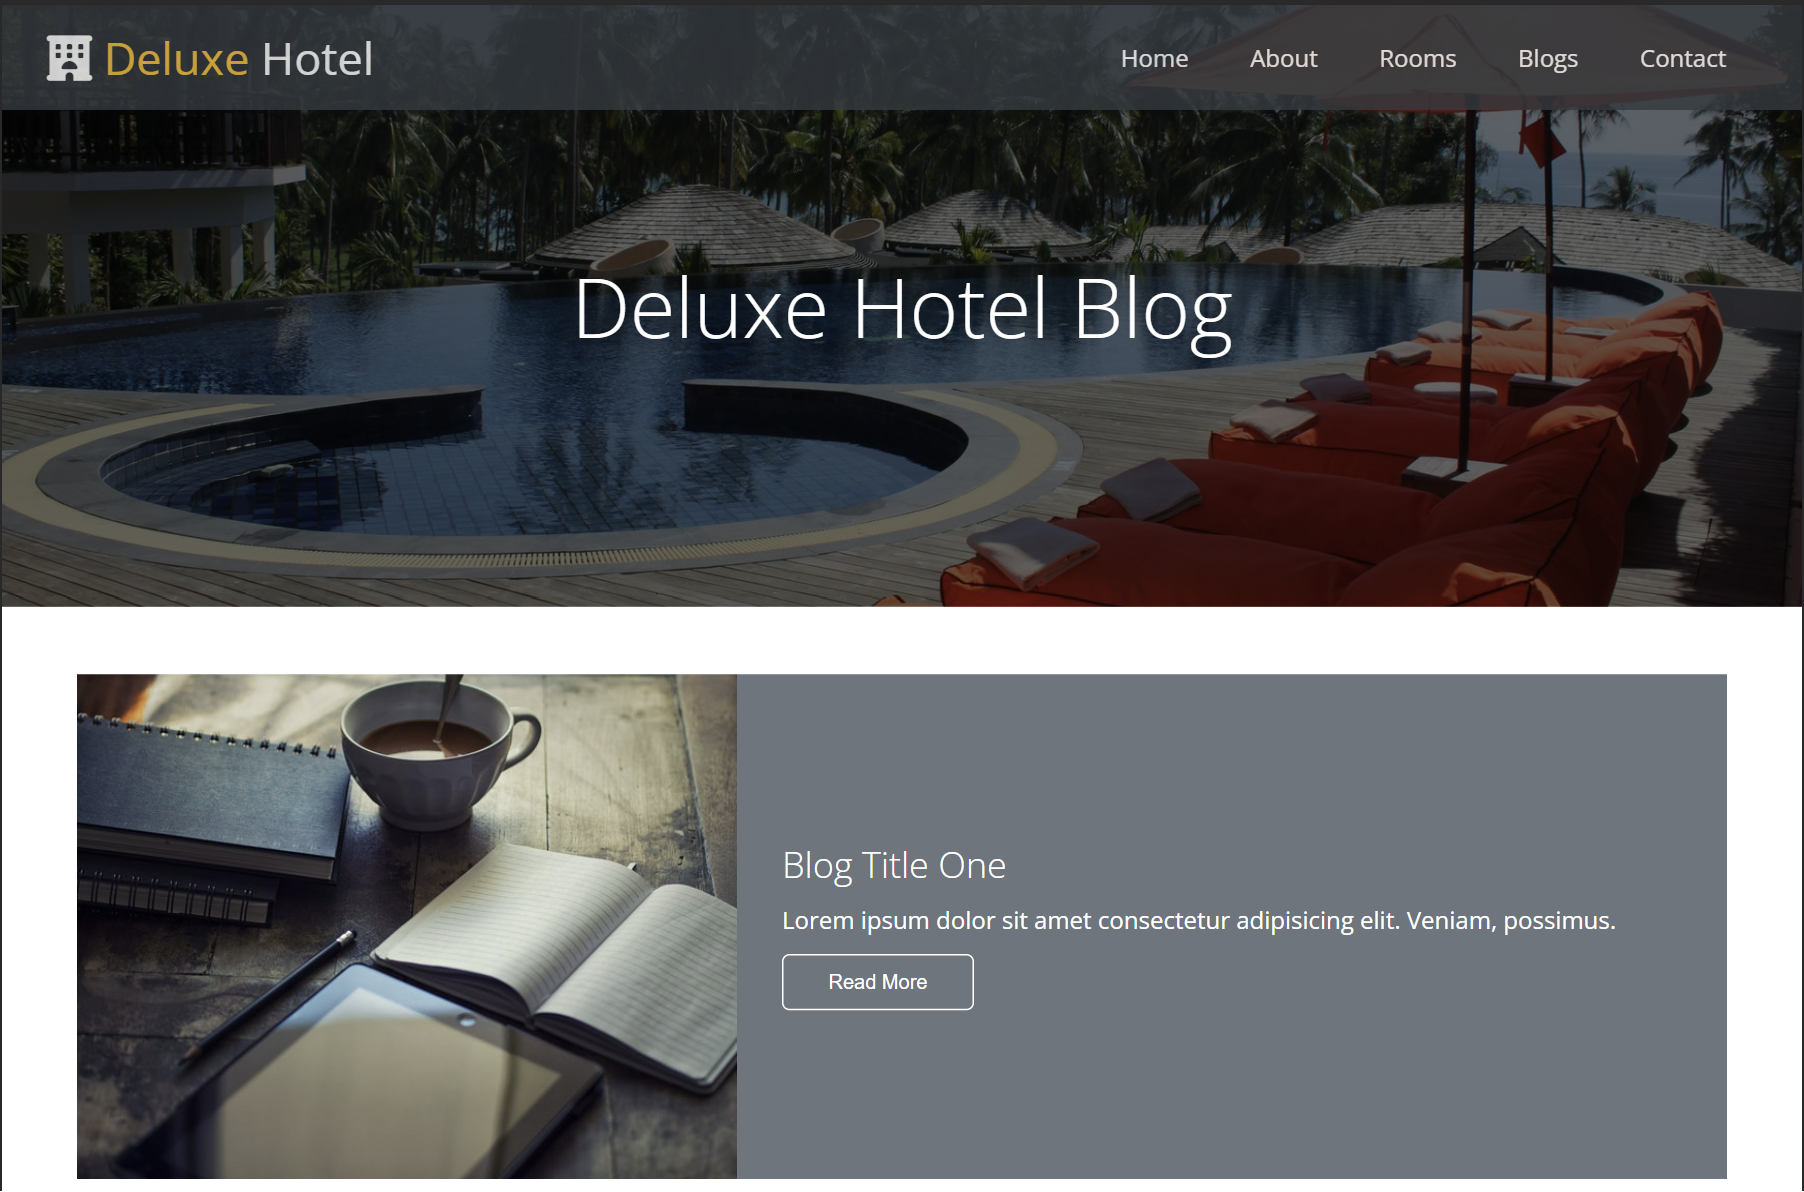 Deluxe Hotel
Home About Rooms Blogs Contact
Deluxe Hotel Blog
Blog Title One
Lorem ipsum dolor sit amet consectetur adipisicing elit. Veniam, possimus.
Read More